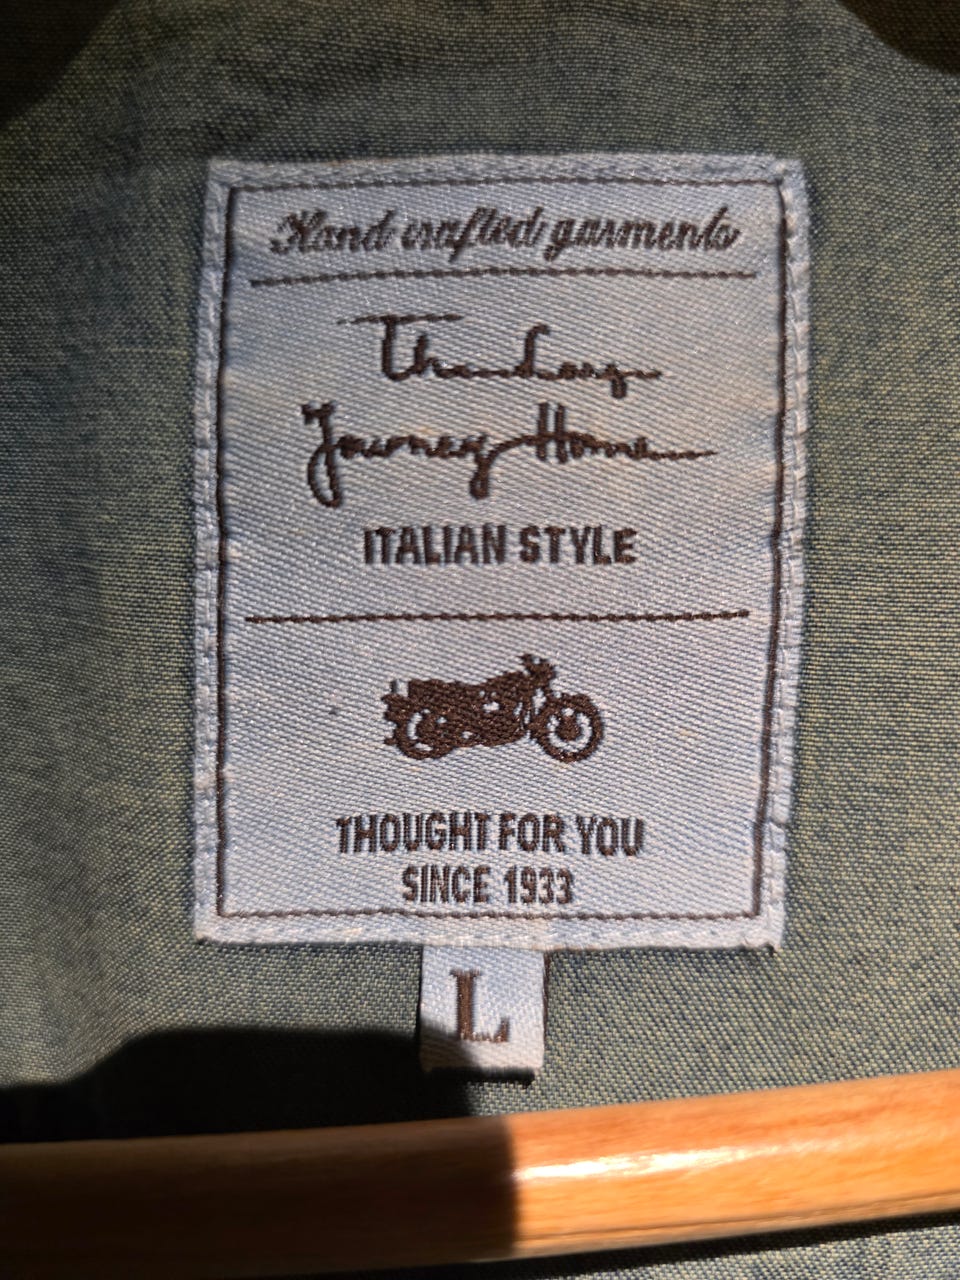 Hand crafted garments
The Long
Journey Home
ITALIAN STYLE
THOUGHT FOR YOU
SINCE 1933
L